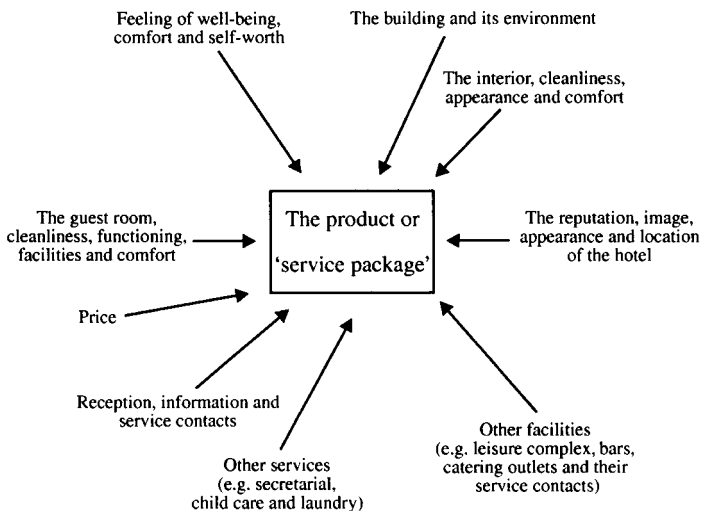 Feeling of well-being,
comfort and self-worth
The building and its environment
The interior, cleanliness,
appearance and comfort
The guest room,
cleanliness, functioning,
facilities and comfort
The product or
‘service package’
The reputation, image,
appearance and location
of the hotel
Price
Reception, information and
service contacts
Other services
(e.g. secretarial,
child care and laundry)
Other facilities
(e.g. leisure complex, bars,
catering outlets and their
service contacts)